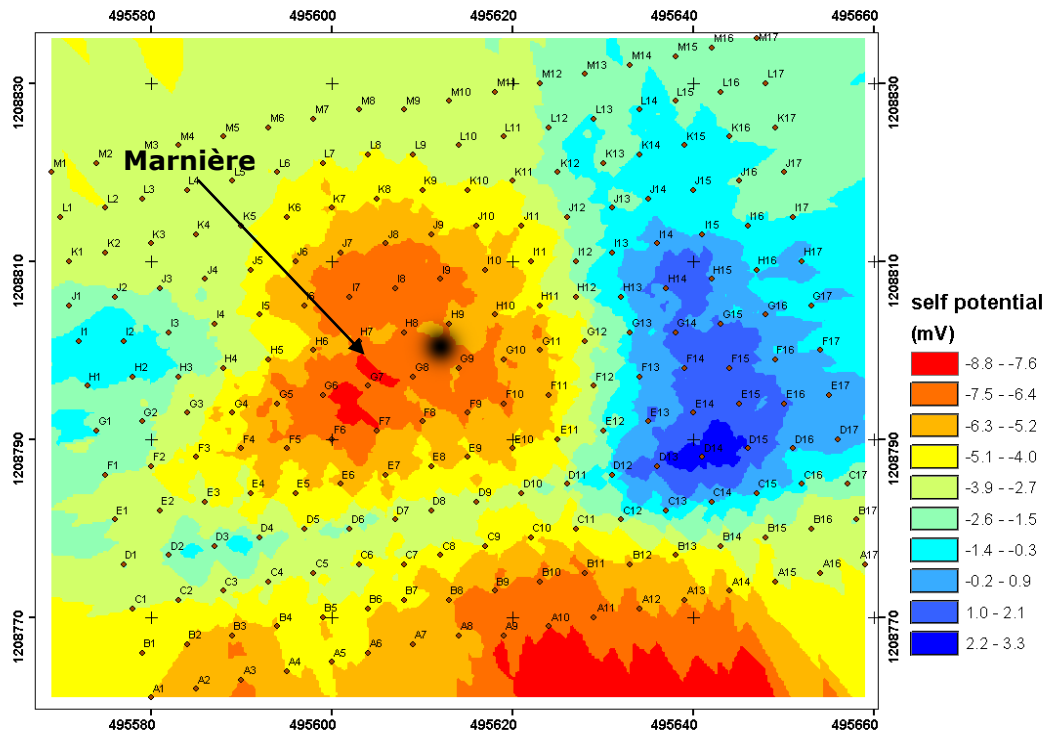 495580 495600 495620 495640 495660
M17
M16
M15
M14
M13
1208830 M12 L17 1208830
M11 L16
M10 L15
M9 L14
M8 L13
M7 L12 K17
M6 L11 K16
M5 L10 K15
M4 L9 K14
M3 L8 K13
Marnière
M2 L7 K12 J17
M1 L6 K11 J16
L5 K10 J15
L4 K9 J14
L3 K8 J13
L2 K7 J12 I17
L1 K6 J11 I16
K5 J10 I15
K4 J9 I14
K3 J8 I13
K2 J7 I12 H17
1208810 K1 J6 I11 H16 1208810
J5 I10 H15
J4 I9 H14
J3 I8 H13
J2 I7 H12 G17
J1 I6 H11 G16
I5 H10 G15
I4 H9 G14
I3 H8 G13
I2 H7 G12 F17
I1 H6 G11 F16
H5 G10 F15
H4 G9 F14
H3 G8 F13
H2 G7 F12 E17
H1 G6 F11 E16
G5 F10 E15
G4 F9 E14
G3 F8 E13
G2 F7 E12 D17
G1 F6 E11 D16
1208790 F5 E10 D15 1208790
F4 E9 D14
F3 E8 D13
F2 E7 D12 C17
F1 E6 D11 C16
E5 D10 C15
E4 D9 C14
E3 D8 C13
E2 D7 C12 B17
E1 D6 C11 B16
D5 C10 B15
D4 C9 B14
D3 C8 B13
D2 C7 B12 A17
D1 C6 B11 A16
C5 B10 A15
C4 B9 A14
C3 B8 A13
C2 B7 A12
1208770 C1 B6 A11 1208770
B5 A10
B4 A9
B3 A8
B2 A7
B1 A6
A5
A4
A3
A2
A1
495580 495600 495620 495640 495660
self potential
(mV)
-8.8 - -7.6
-7.5 - -6.4
-6.3 - -5.2
-5.1 - -4.0
-3.9 - -2.7
-2.6 - -1.5
-1.4 - -0.3
-0.2 - 0.9
1.0 - 2.1
2.2 - 3.3